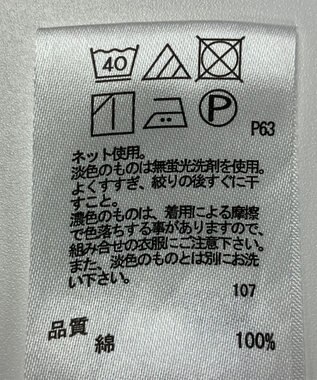 40
P
P63
ネット使用。
淡色のものは無蛍光洗剤を使用。
よくすすぎ、絞りの後すぐに干
すこと。
濃色のものは、着用による摩擦
で色落ちする事がありますので、
組み合せの衣服にご注意下さい。
また、淡色のものとは別にお洗
い下さい。
107
品質
綿 100%